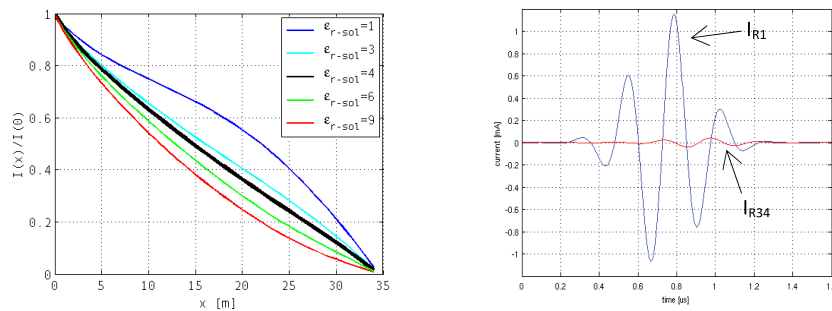 1
0.8
0.6
0.4
0.2
0
0 5 10 15 20 25 30 35
I(x)/I(0)
x [m]
εr-sol=1
εr-sol=3
εr-sol=4
εr-sol=6
εr-sol=9
1
0.8
0.6
0.4
0.2
0
-0.2
-0.4
-0.6
-0.8
-1
0 0.2 0.4 0.6 0.8 1 1.2 1.4 1.6
current [mA]
time [us]
IR1
IR34